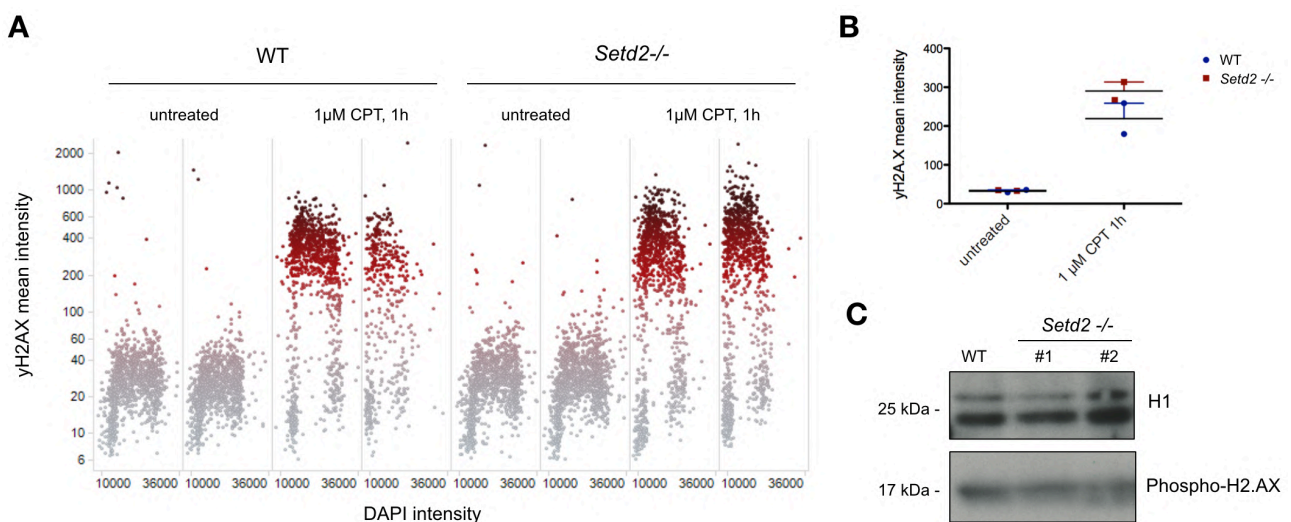 A
WT
Setd2-/-
untreated
1μM CPT, 1h
untreated
1μM CPT, 1h
yH2AX mean intensity
2000
1000
600
400
200
100
60
40
20
10
6
10000 36000 10000 36000 10000 36000 10000 36000 10000 36000 10000 36000 10000 36000 10000 36000
DAPI intensity
B
yH2A.X mean intensity
400
300
200
100
0
untreated
1 μM CPT 1h
WT
Setd2 -/-
C
Setd2 -/-
WT #1 #2
25 kDa -
H1
17 kDa -
Phospho-H2.AX